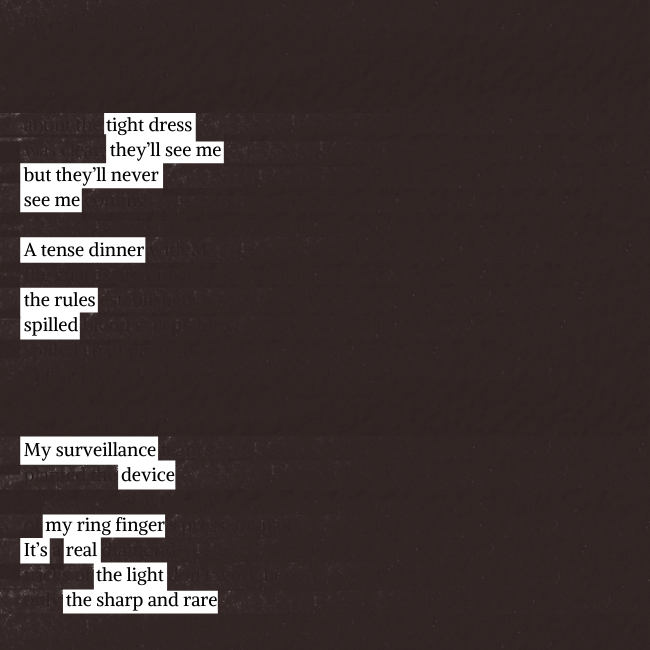 tight dress
they'll see me
but they'll never
see me
A tense dinner
the rules
spilled
My surveillance
device
my ring finger
It's real
the light
the sharp and rare